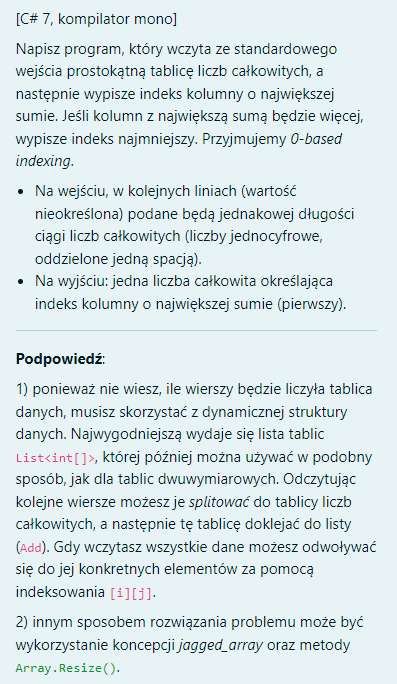 [C# 7, kompilator mono]
Napisz program, który wczyta ze standardowego
wejścia prostokątną tablicę liczb całkowitych, a
następnie wypisze indeks kolumny o największej
sumie. Jeśli kolumn z największą sumą będzie więcej,
wypisze indeks najmniejszy. Przyjmujemy 0-based
indexing.
• Na wejściu, w kolejnych liniach (wartość
nieokreślona) podane będą jednakowej długości
ciągi liczb całkowitych (liczby jednocyfrowe,
oddzielone jedną spacją).
• Na wyjściu: jedna liczba całkowita określająca
indeks kolumny o największej sumie (pierwszy).
Podpowiedź:
1) ponieważ nie wiesz, ile wierszy będzie liczyła tablica
danych, musisz skorzystać z dynamicznej struktury
danych. Najwygodniejszą wydaje się lista tablic
List<int[]>, której później można używać w podobny
sposób, jak dla tablic dwuwymiarowych. Odczytując
kolejne wiersze możesz je splitować do tablicy liczb
całkowitych, a następnie tę tablicę doklejać do listy
(Add). Gdy wczytasz wszystkie dane możesz odwoływać
się do jej konkretnych elementów za pomocą
indeksowania [i][j].
2) innym sposobem rozwiązania problemu może być
wykorzystanie koncepcji jagged_array oraz metody
Array.Resize().